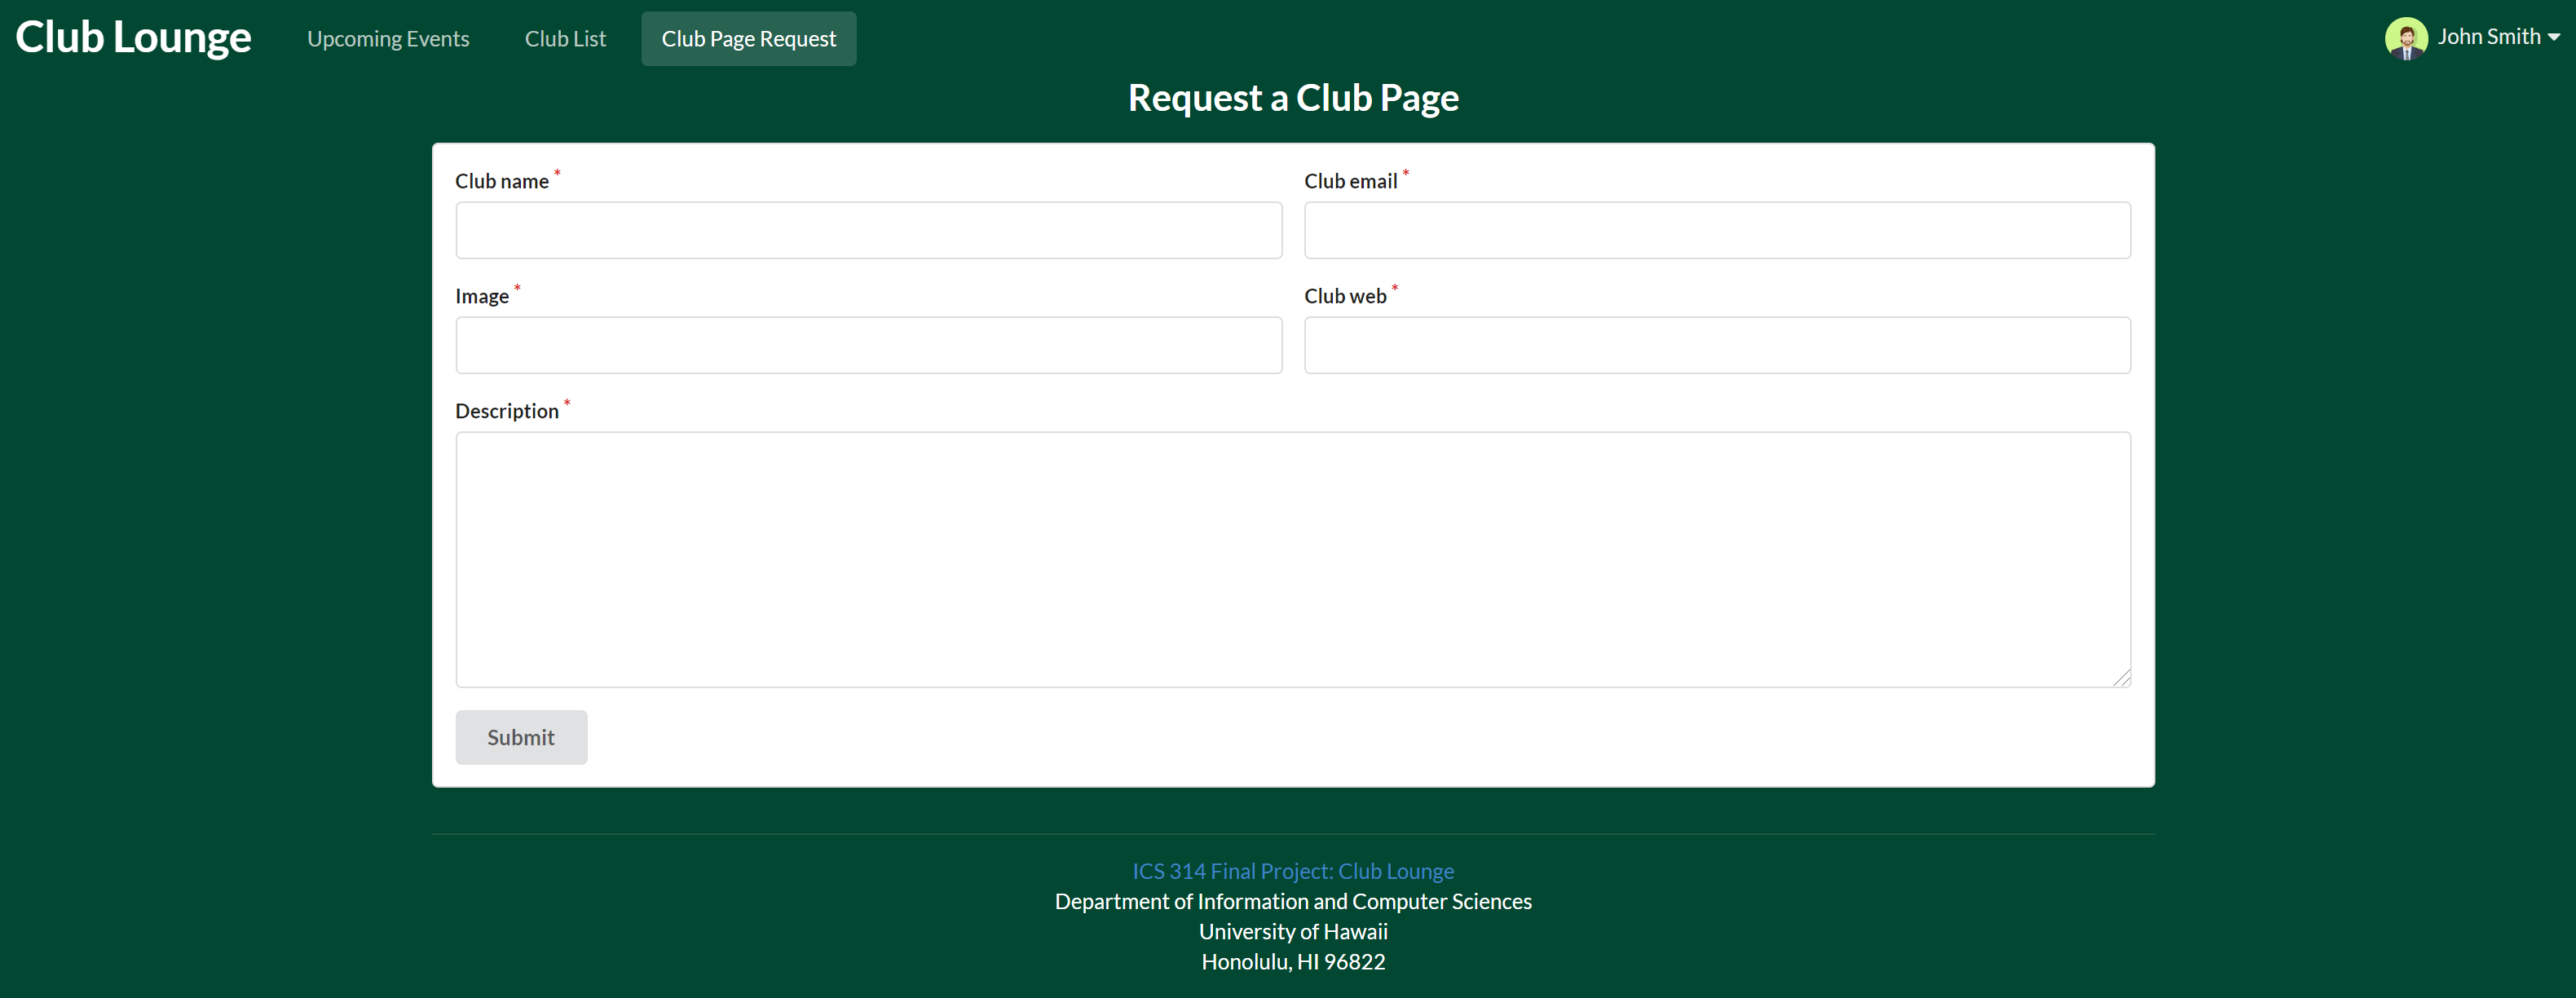 Club Lounge Upcoming Events Club List Club Page Request John Smith
Request a Club Page
Club name * Club email *
Image * Club web *
Description *
Submit
ICS 314 Final Project: Club Lounge
Department of Information and Computer Sciences
University of Hawaii
Honolulu, HI 96822